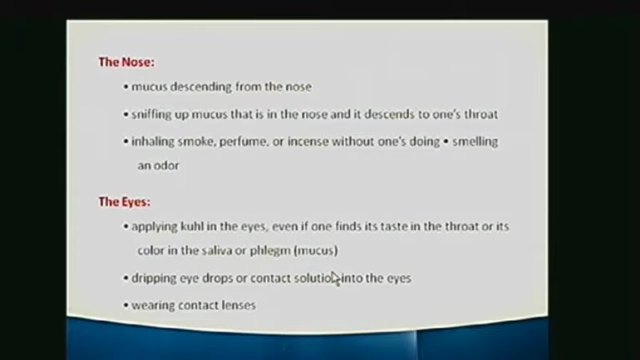 The Nose:
• mucus descending from the nose
• sniffing up mucus that is in the nose and it descends to one's throat
• inhaling smoke, perfume, or incense without one's doing • smelling
an odor
The Eyes:
• applying kuhl in the eyes, even if one finds its taste in the throat or its
color in the saliva or phlegm (mucus)
• dripping eye drops or contact solution into the eyes
• wearing contact lenses